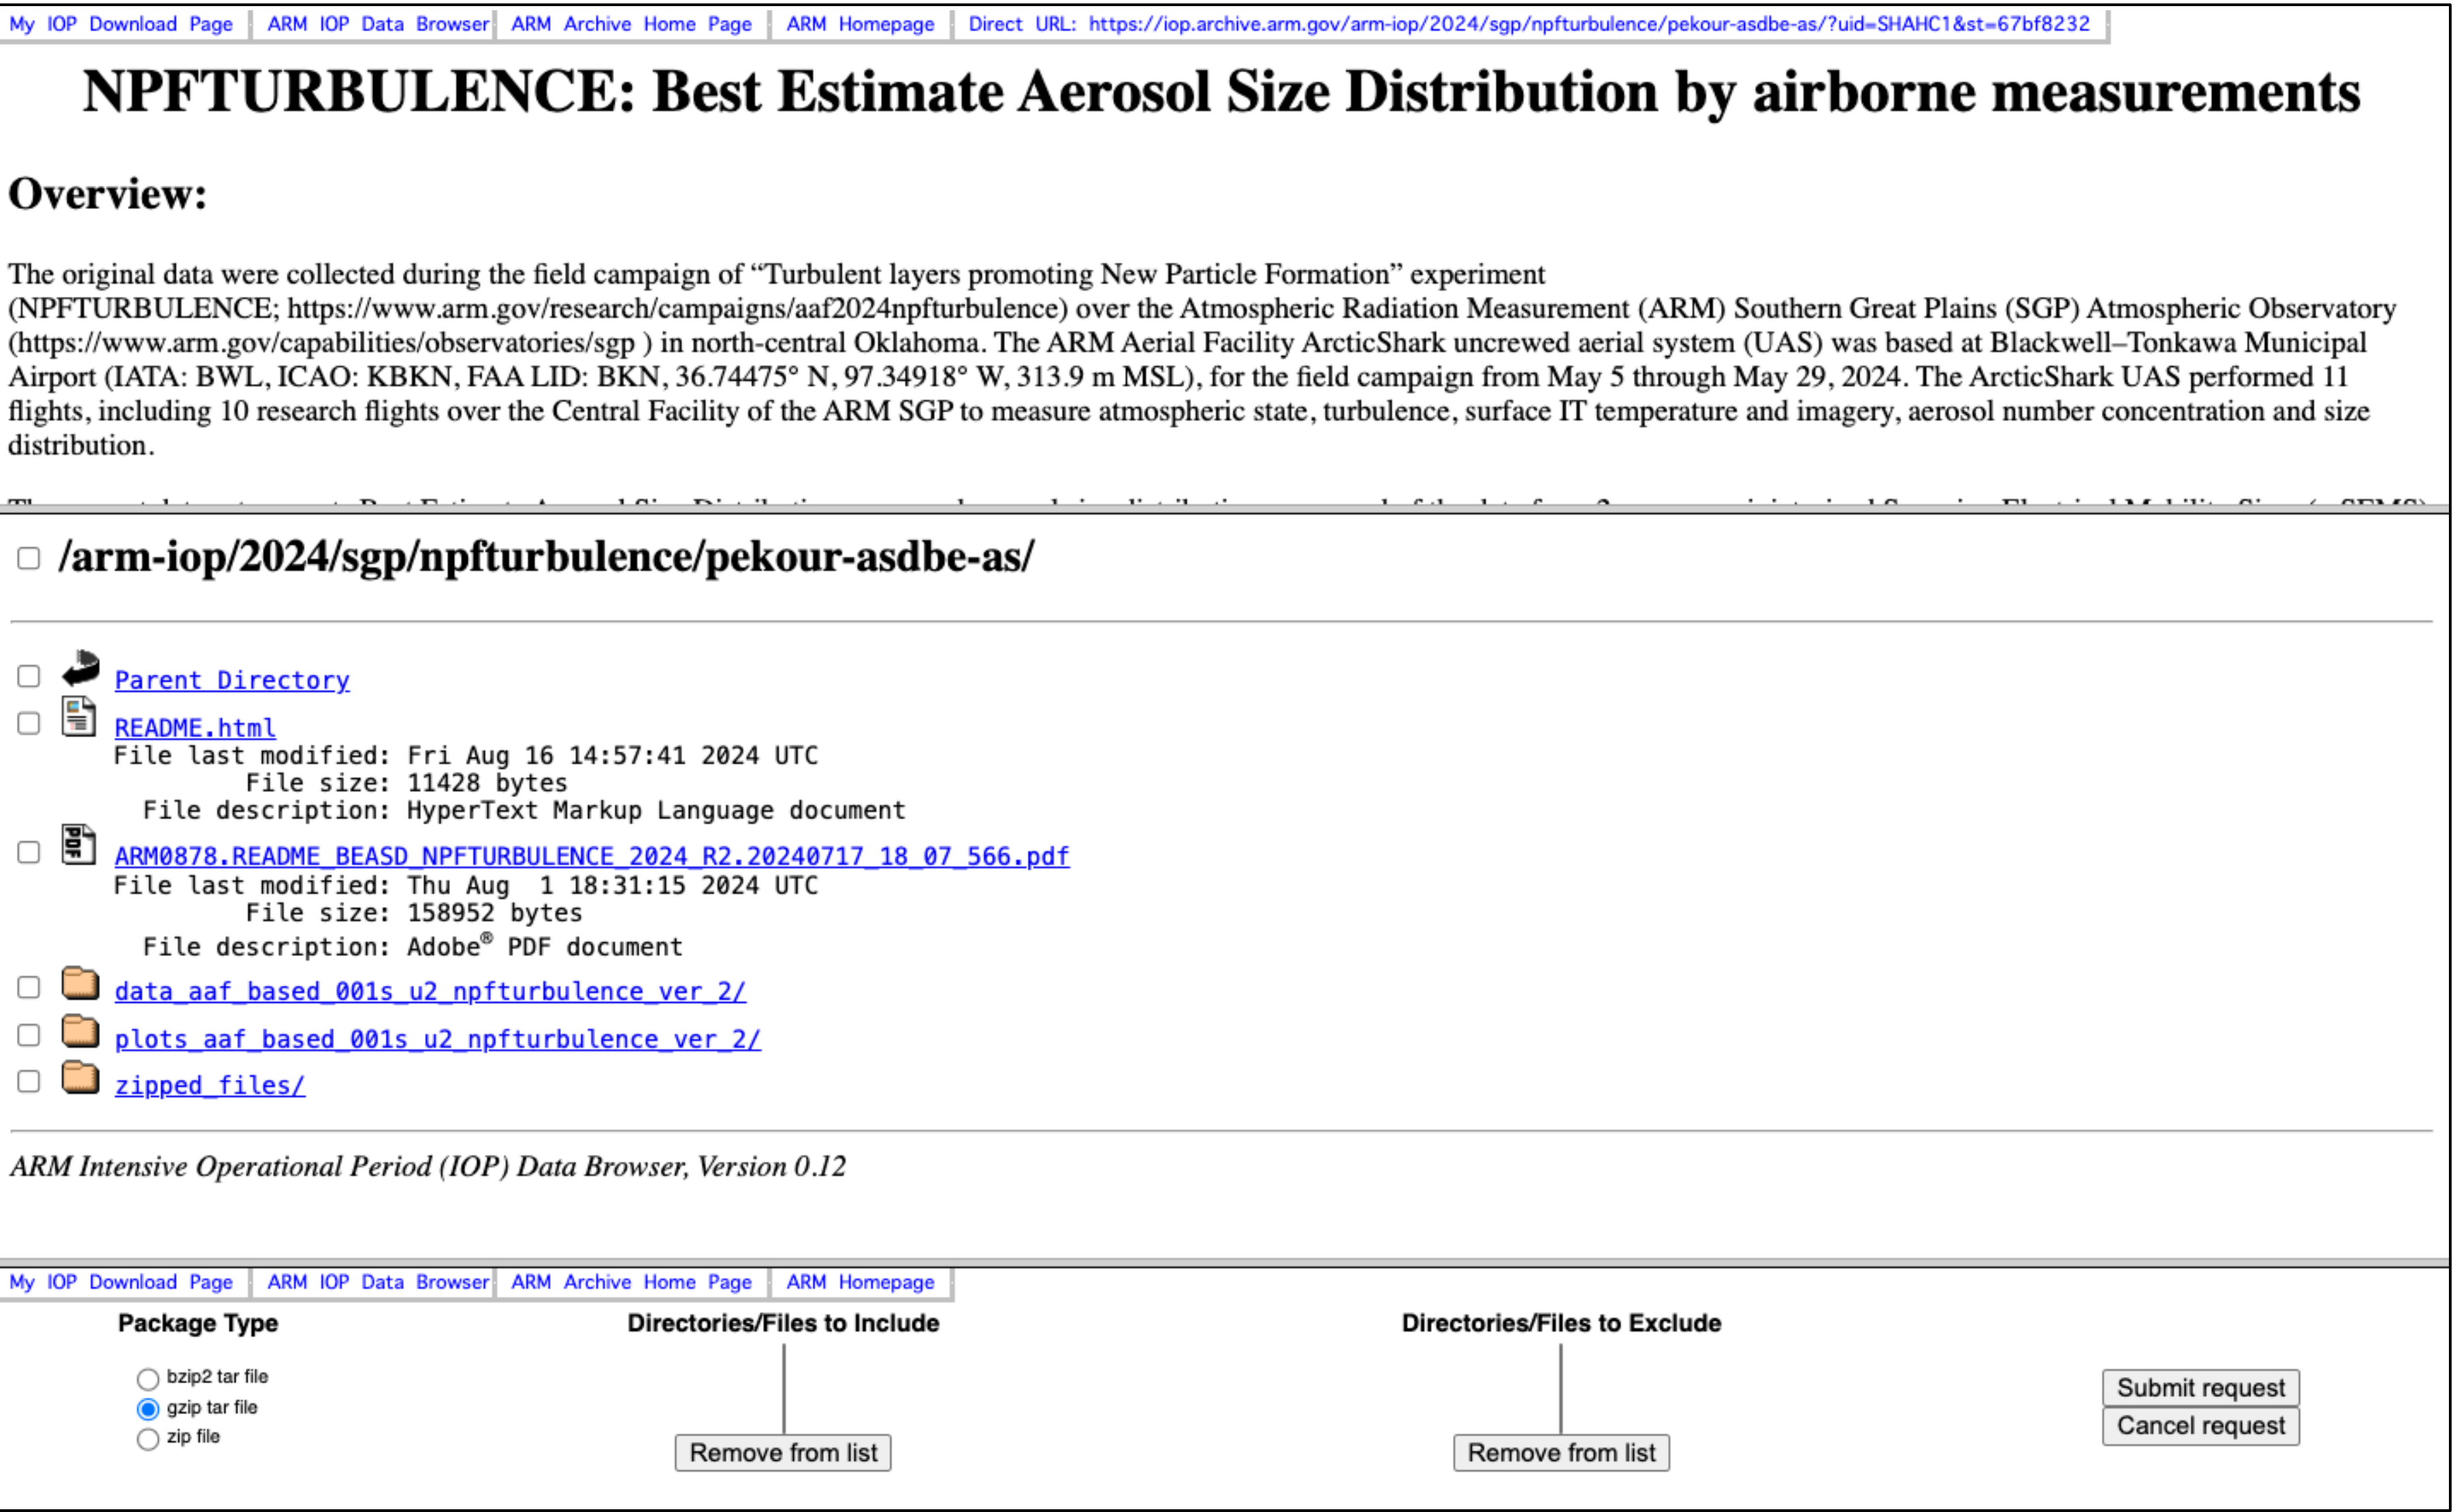 My IOP Download Page ARM IOP Data Browser ARM Archive Home Page ARM Homepage Direct URL: https://iop.archive.arm.gov/arm-iop/2024/sgp/npfturbulence/pekour-asdbe-as/?uid=SHAHC1&st=67bf8232
NPFTURBULENCE: Best Estimate Aerosol Size Distribution by airborne measurements
Overview:
The original data were collected during the field campaign of “Turbulent layers promoting New Particle Formation” experiment
(NPFTURBULENCE; https://www.arm.gov/research/campaigns/aaf2024npfturbulence) over the Atmospheric Radiation Measurement (ARM) Southern Great Plains (SGP) Atmospheric Observatory
(https://www.arm.gov/capabilities/observatories/sgp ) in north-central Oklahoma. The ARM Aerial Facility ArcticShark uncrewed aerial system (UAS) was based at Blackwell–Tonkawa Municipal
Airport (IATA: BWL, ICAO: KBKN, FAA LID: BKN, 36.74475° N, 97.34918° W, 313.9 m MSL), for the field campaign from May 5 through May 29, 2024. The ArcticShark UAS performed 11
flights, including 10 research flights over the Central Facility of the ARM SGP to measure atmospheric state, turbulence, surface IT temperature and imagery, aerosol number concentration and size
distribution.
/arm-iop/2024/sgp/npfturbulence/pekour-asdbe-as/
Parent Directory
README.html
File last modified: Fri Aug 16 14:57:41 2024 UTC
File size: 11428 bytes
File description: HyperText Markup Language document
PDF
ARM0878.README_BEASD_NPFTURBULENCE_2024_R2.20240717_18_07_566.pdf
File last modified: Thu Aug 1 18:31:15 2024 UTC
File size: 158952 bytes
File description: Adobe® PDF document
data_aaf_based_001s_u2_npfturbulence_ver_2/
plots_aaf_based_001s_u2_npfturbulence_ver_2/
zipped_files/
ARM Intensive Operational Period (IOP) Data Browser, Version 0.12
My IOP Download Page ARM IOP Data Browser ARM Archive Home Page ARM Homepage
Package Type Directories/Files to Include Directories/Files to Exclude
bzip2 tar file
gzip tar file
zip file
Remove from list
Remove from list
Submit request
Cancel request